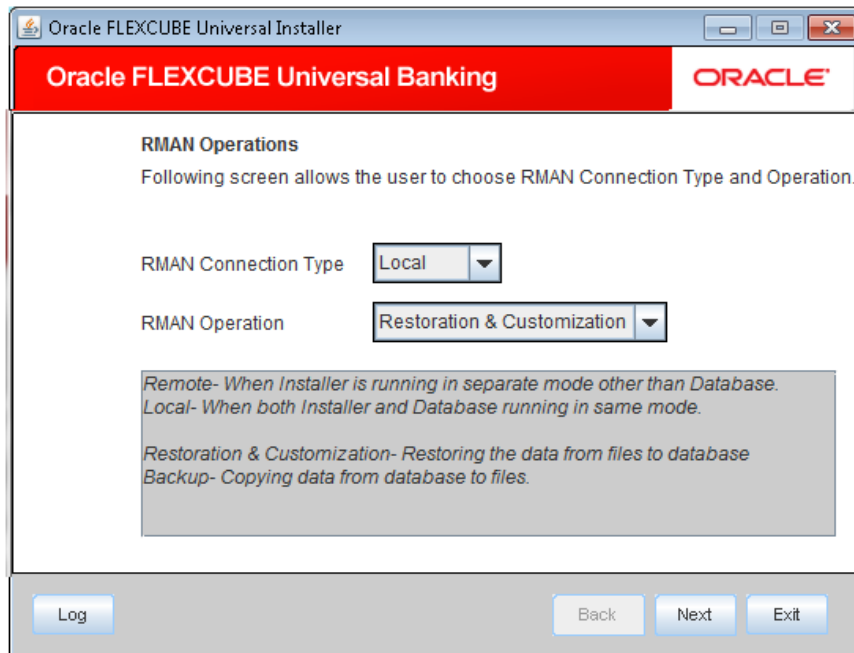 Oracle FLEXCUBE Universal Installer
Oracle FLEXCUBE Universal Banking
ORACLE®
RMAN Operations
Following screen allows the user to choose RMAN Connection Type and Operation.
RMAN Connection Type
Local
RMAN Operation
Restoration & Customization
Remote- When Installer is running in separate mode other than Database.
Local- When both Installer and Database running in same mode.
Restoration & Customization- Restoring the data from files to database
Backup- Copying data from database to files.
Log
Back
Next
Exit